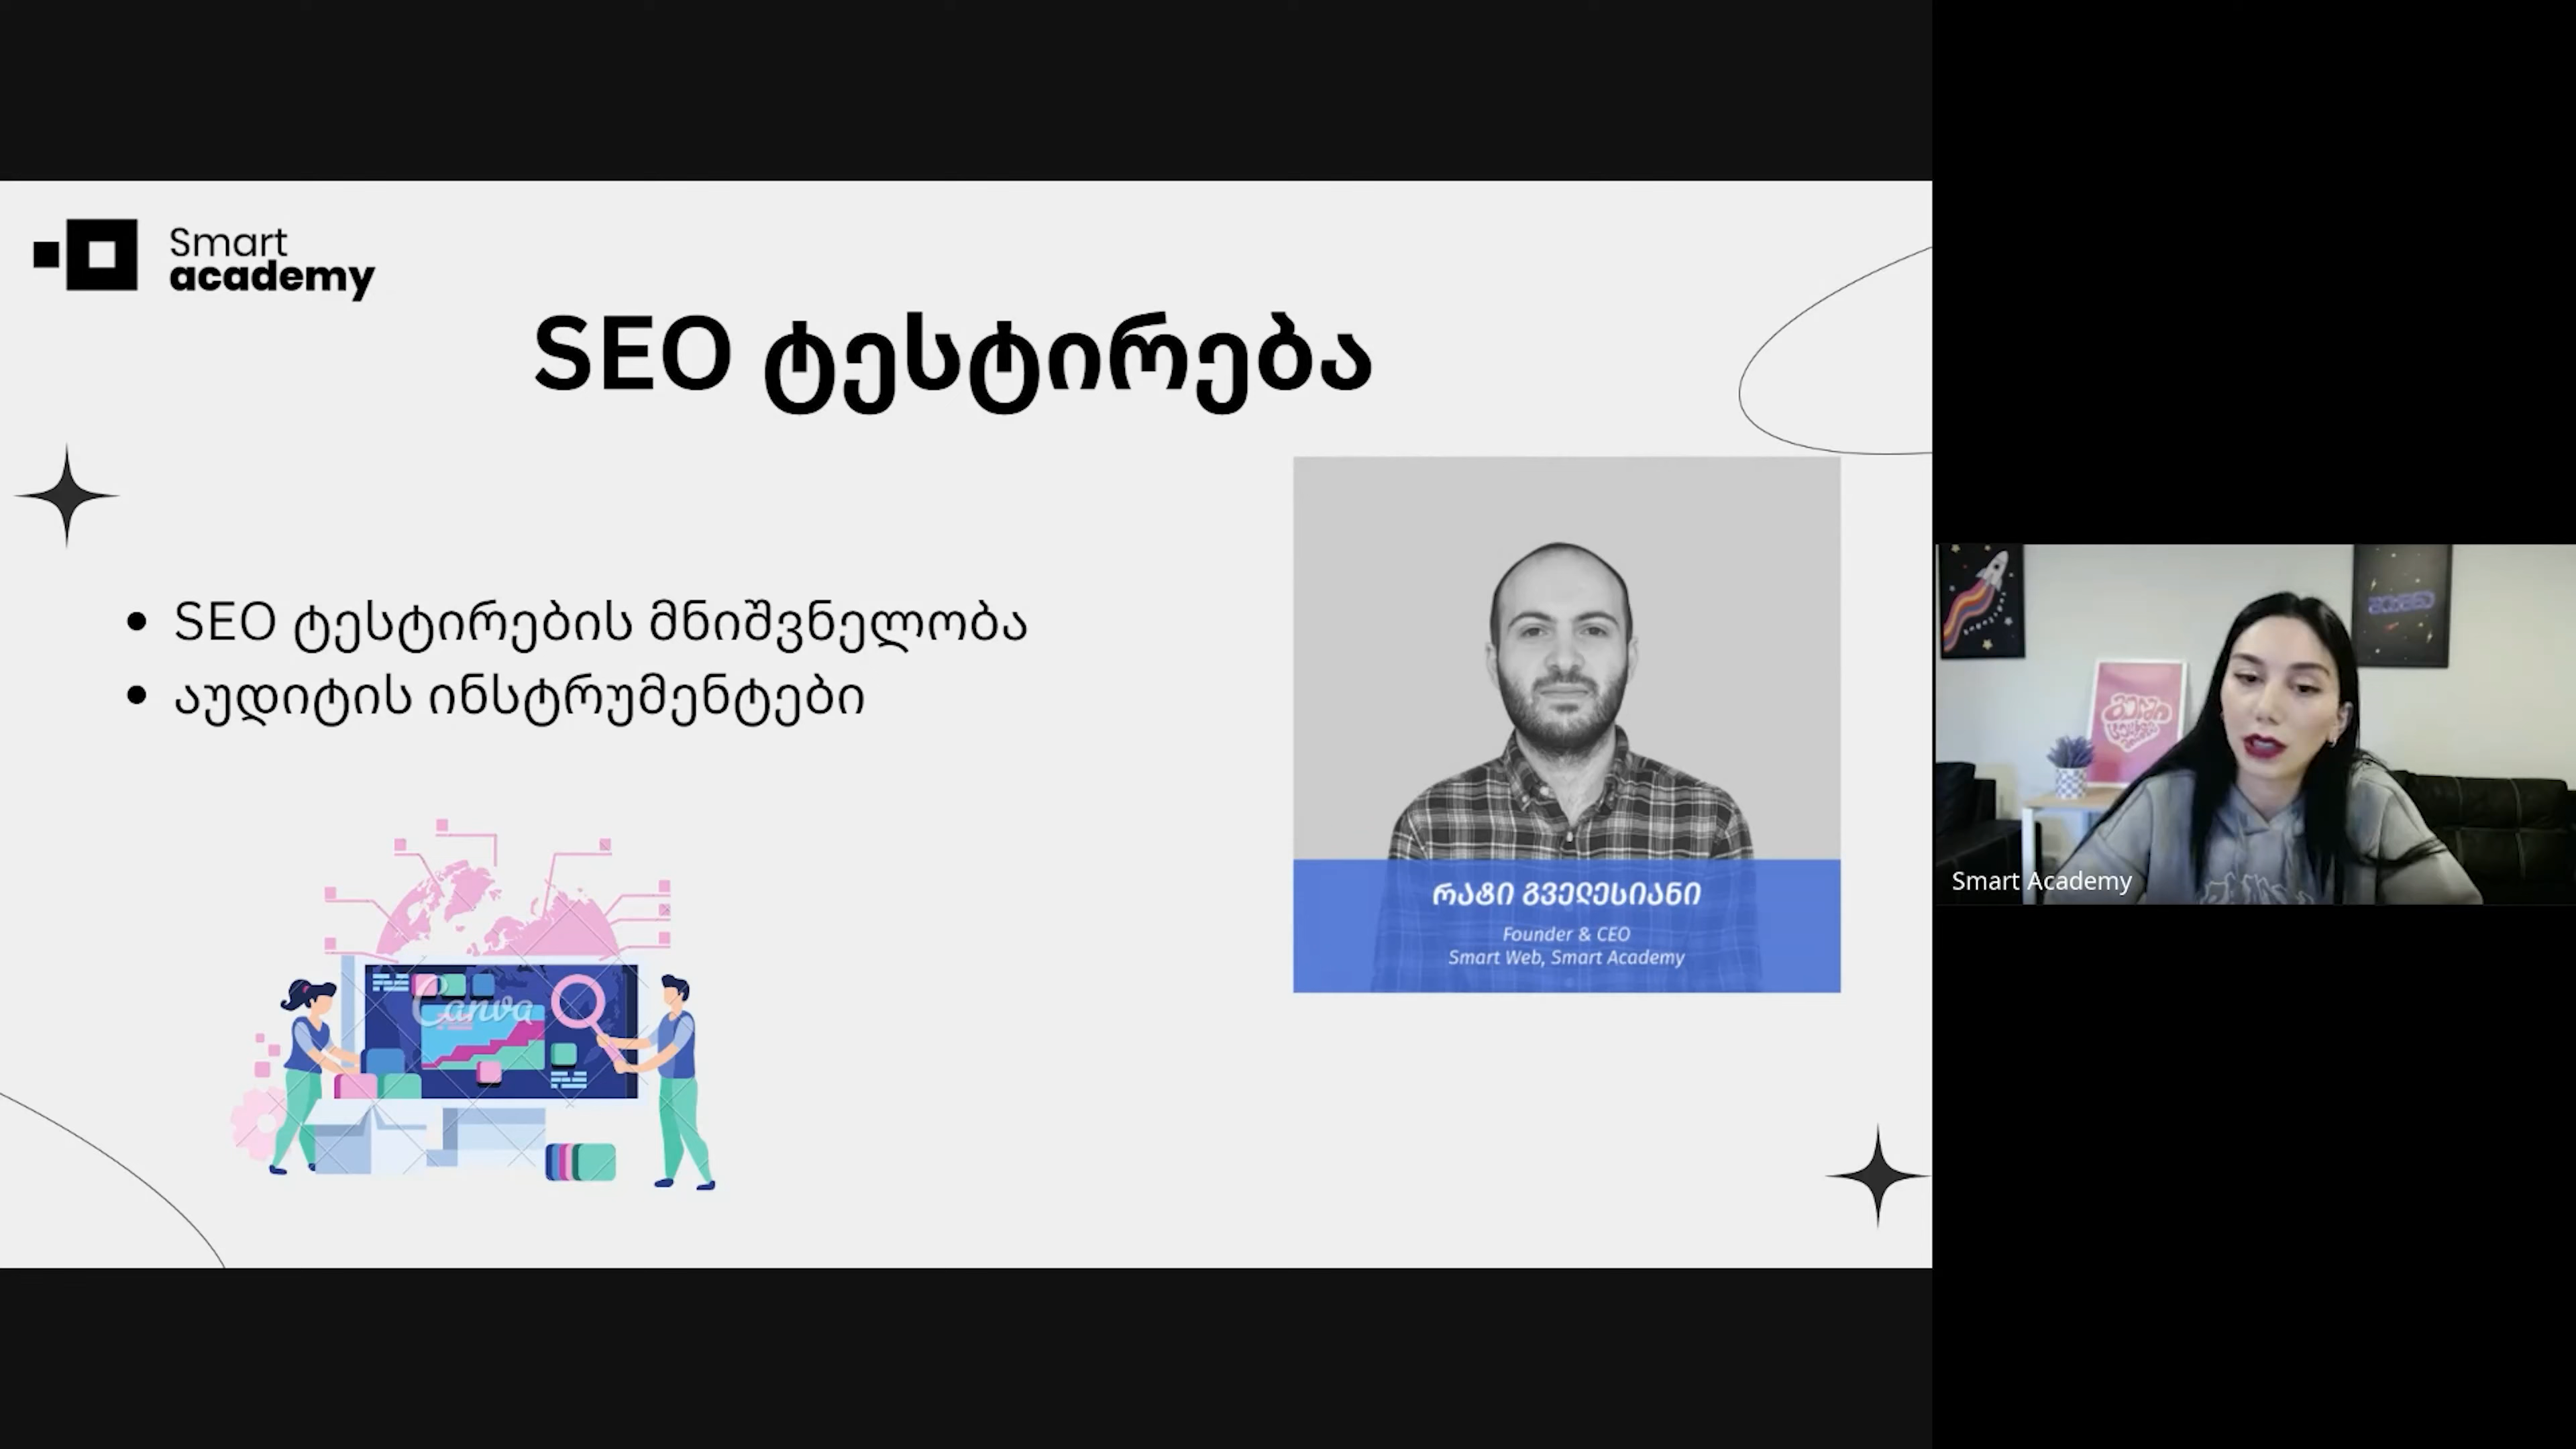 Smart
academy
SEO ტესტირება
SEO ტესტირების მნიშვნელობა
აუდიტის ინსტრუმენტები
Canva
რატი გველესიანი
Founder & CEO
Smart Web, Smart Academy
Smart Academy